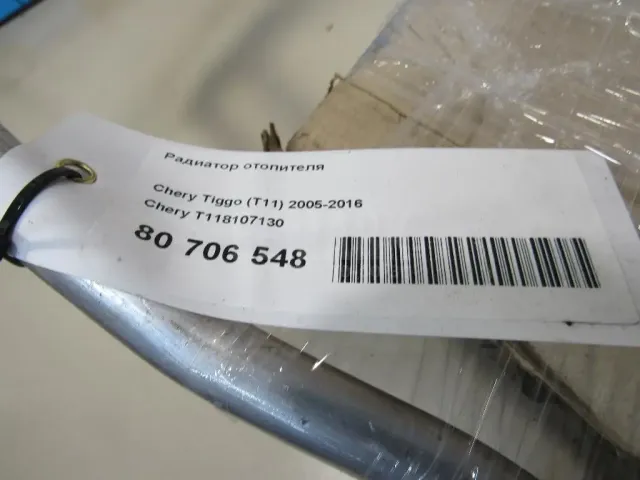 Радиатор отопителя
Chery Tiggo (T11) 2005-2016
Chery T118107130
80 706 548